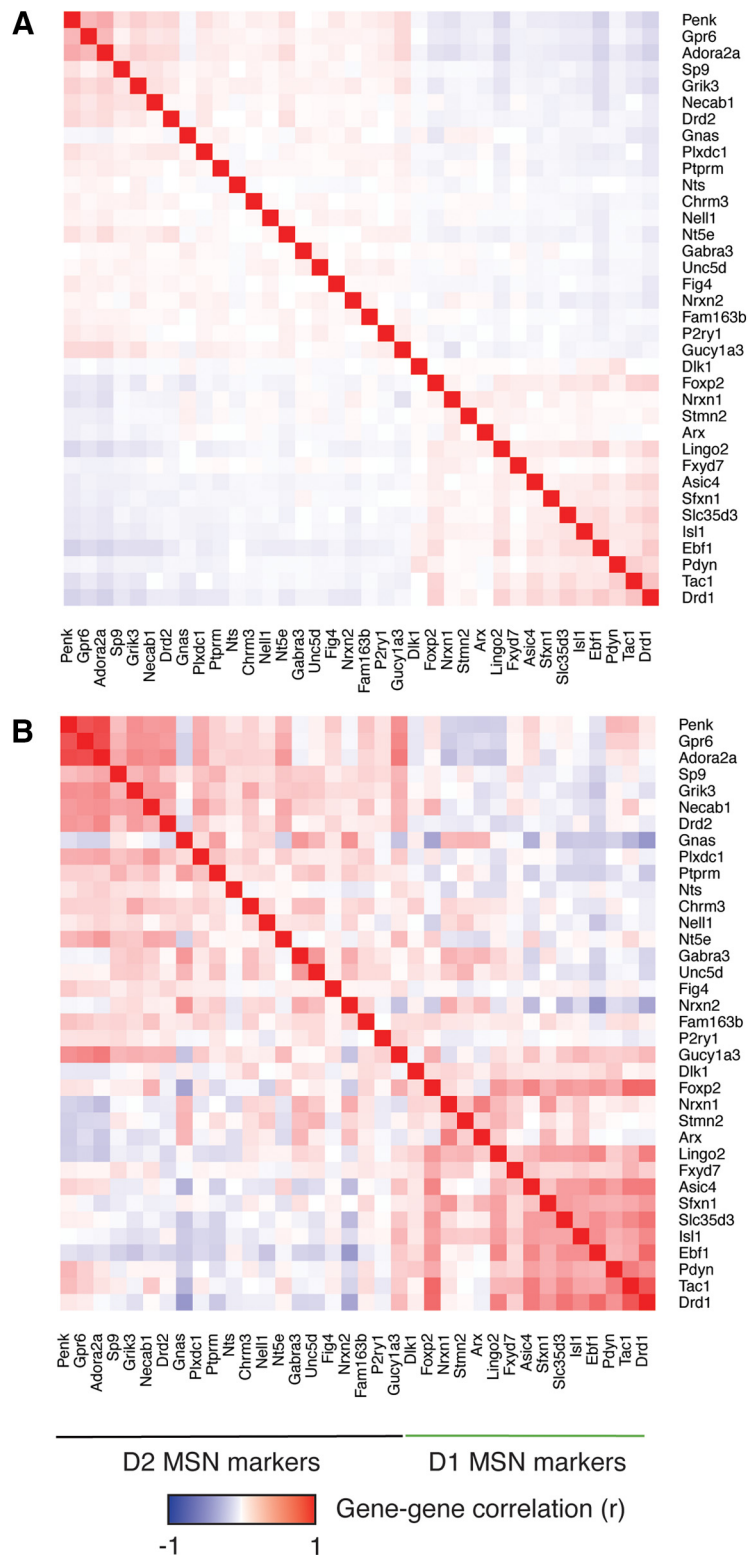 A
Penk
Gpr6
Adora2a
Sp9
Grik3
Necab1
Drd2
Gnas
Plxdc1
Ptprm
Nts
Chrm3
Nell1
Nt5e
Gabra3
Unc5d
Fig4
Nrxn2
Fam163b
P2ry1
Gucy1a3
Dlk1
Foxp2
Nrxn1
Stmn2
Arx
Lingo2
Fxyd7
Asic4
Sfxn1
Slc35d3
Isl1
Ebf1
Pdyn
Tac1
Drd1
Penk
Gpr6
Adora2a
Sp9
Grik3
Necab1
Drd2
Gnas
Plxdc1
Ptprm
Nts
Chrm3
Nell1
Nt5e
Gabra3
Unc5d
Fig4
Nrxn2
Fam163b
P2ry1
Gucy1a3
Dlk1
Foxp2
Nrxn1
Stmn2
Arx
Lingo2
Fxyd7
Asic4
Sfxn1
Slc35d3
Isl1
Ebf1
Pdyn
Tac1
Drd1
B
Penk
Gpr6
Adora2a
Sp9
Grik3
Necab1
Drd2
Gnas
Plxdc1
Ptprm
Nts
Chrm3
Nell1
Nt5e
Gabra3
Unc5d
Fig4
Nrxn2
Fam163b
P2ry1
Gucy1a3
Dlk1
Foxp2
Nrxn1
Stmn2
Arx
Lingo2
Fxyd7
Asic4
Sfxn1
Slc35d3
Isl1
Ebf1
Pdyn
Tac1
Drd1
Penk
Gpr6
Adora2a
Sp9
Grik3
Necab1
Drd2
Gnas
Plxdc1
Ptprm
Nts
Chrm3
Nell1
Nt5e
Gabra3
Unc5d
Fig4
Nrxn2
Fam163b
P2ry1
Gucy1a3
Dlk1
Foxp2
Nrxn1
Stmn2
Arx
Lingo2
Fxyd7
Asic4
Sfxn1
Slc35d3
Isl1
Ebf1
Pdyn
Tac1
Drd1
D2 MSN markers
D1 MSN markers
Gene-gene correlation (r)
-1
1